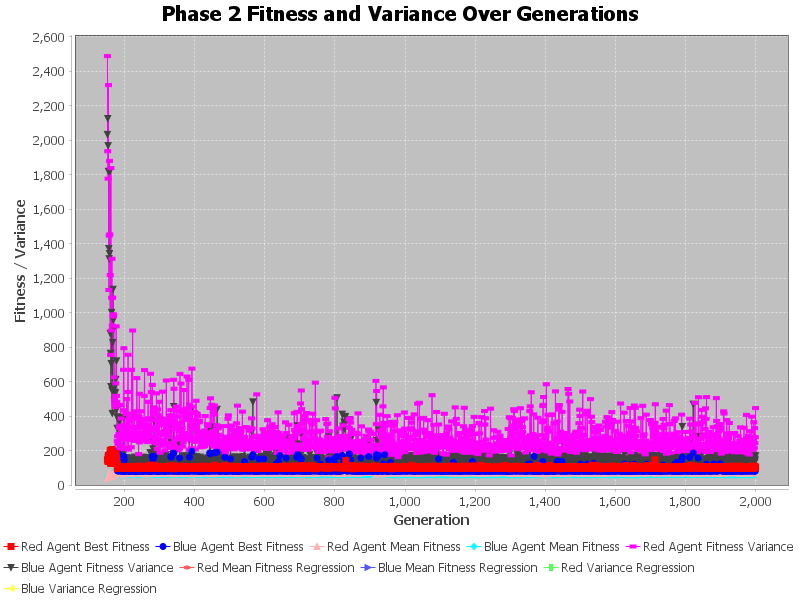 Phase 2 Fitness and Variance Over Generations
2,600
2,400
2,200
2,000
1,800
1,600
1,400
1,200
1,000
800
600
400
200
0
Fitness / Variance
200 400 600 800 1,000 1,200 1,400 1,600 1,800 2,000
Generation
Red Agent Best Fitness Blue Agent Best Fitness Red Agent Mean Fitness Blue Agent Mean Fitness Red Agent Fitness Variance
Blue Agent Fitness Variance Red Mean Fitness Regression Blue Mean Fitness Regression Red Variance Regression
Blue Variance Regression